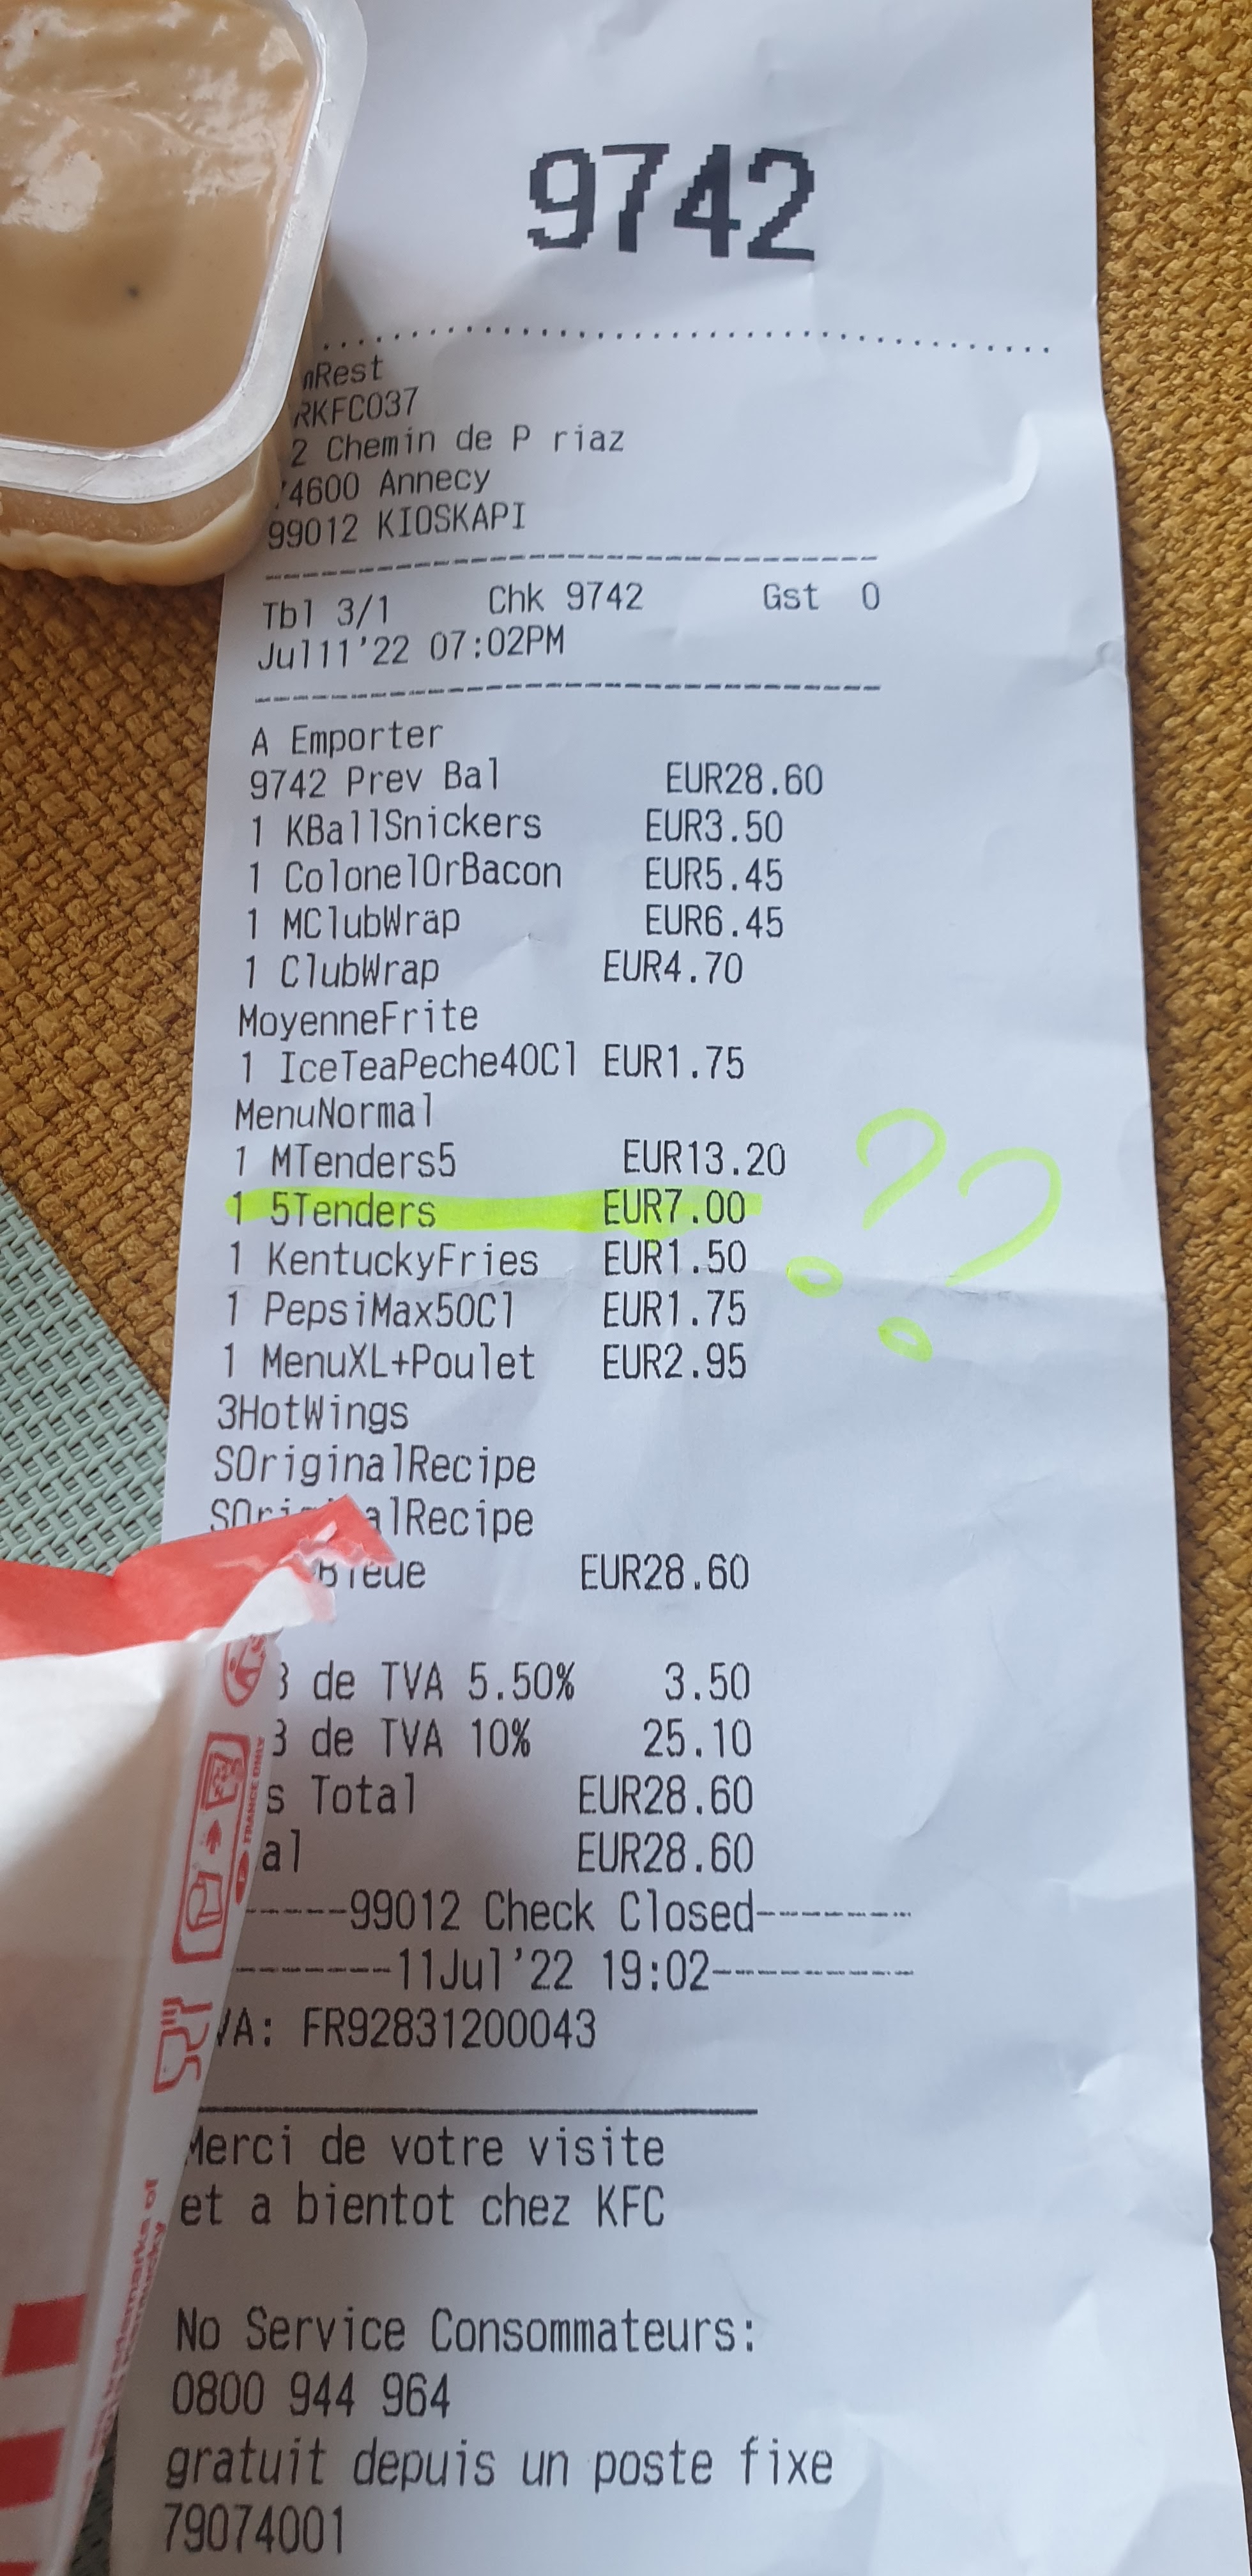 9742
Rest
RKFC037
2 Chemin de P riaz
4600 Annecy
99012 KIOSKAPI
Tbl 3/1 Chk 9742 Gst 0
Jul11'22 07:02PM
A Emporter
9742 Prev Bal EUR28.60
1 KBallSnickers EUR3.50
1 ColonelOrBacon EUR5.45
1 MClubWrap EUR6.45
1 ClubWrap EUR4.70
MoyenneFrite
1 IceTeaPeche40Cl EUR1.75
MenuNormal
1 MTenders5 EUR13.20
1 5Tenders EUR7.00 ??
1 KentuckyFries EUR1.50
1 PepsiMax50Cl EUR1.75
1 MenuXL+Poulet EUR2.95
3HotWings
SOriginalRecipe
SOriginalRecipe
Bleue EUR28.60
de TVA 5.50% 3.50
de TVA 10% 25.10
s Total EUR28.60
al EUR28.60
-----99012 Check Closed--------
-------11Jul'22 19:02----------
VA: FR92831200043
Merci de votre visite
et a bientot chez KFC
No Service Consommateurs:
0800 944 964
gratuit depuis un poste fixe
79074001
FRANCE ONLY